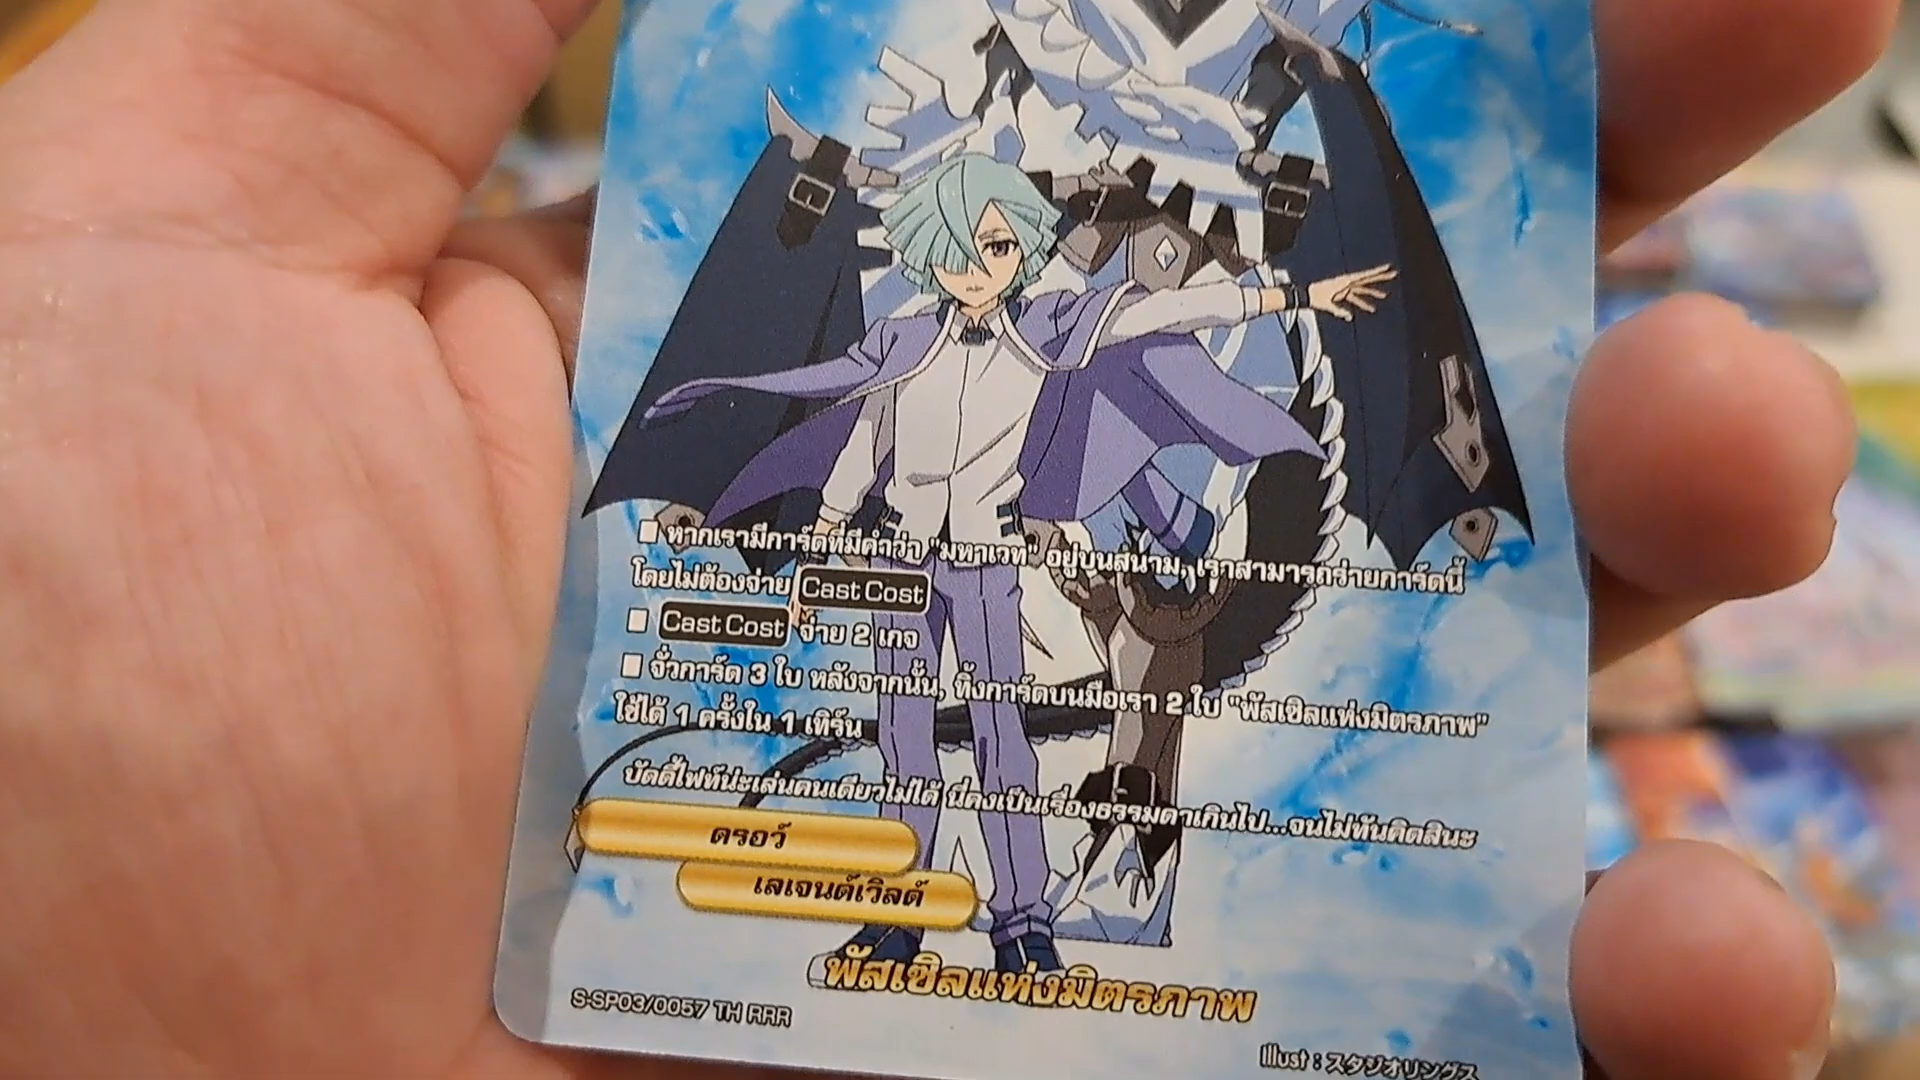 ■ หากเรามีการ์ดที่มีคำว่า "มหาเวท" อยู่บนสนาม, เราสามารถร่ายการ์ดนี้
โดยไม่ต้องจ่าย Cast Cost
■ Cast Cost จ่าย 2 เกจ
■ จั่วการ์ด 3 ใบ หลังจากนั้น, ทิ้งการ์ดบนมือเรา 2 ใบ "พัสเซิลแห่งมิตรภาพ"
ใช้ได้ 1 ครั้งใน 1 เทิร์น
บัดดี้ไฟท์น่ะเล่นคนเดียวไม่ได้ นี่คงเป็นเรื่องธรรมดาเกินไป...จนไม่ทันคิดสินะ
ดรอว์
เลเจนด์เวิลด์
พัสเซิลแห่งมิตรภาพ
S-SP03/0057 TH RRR
Illust : スタジオリングス